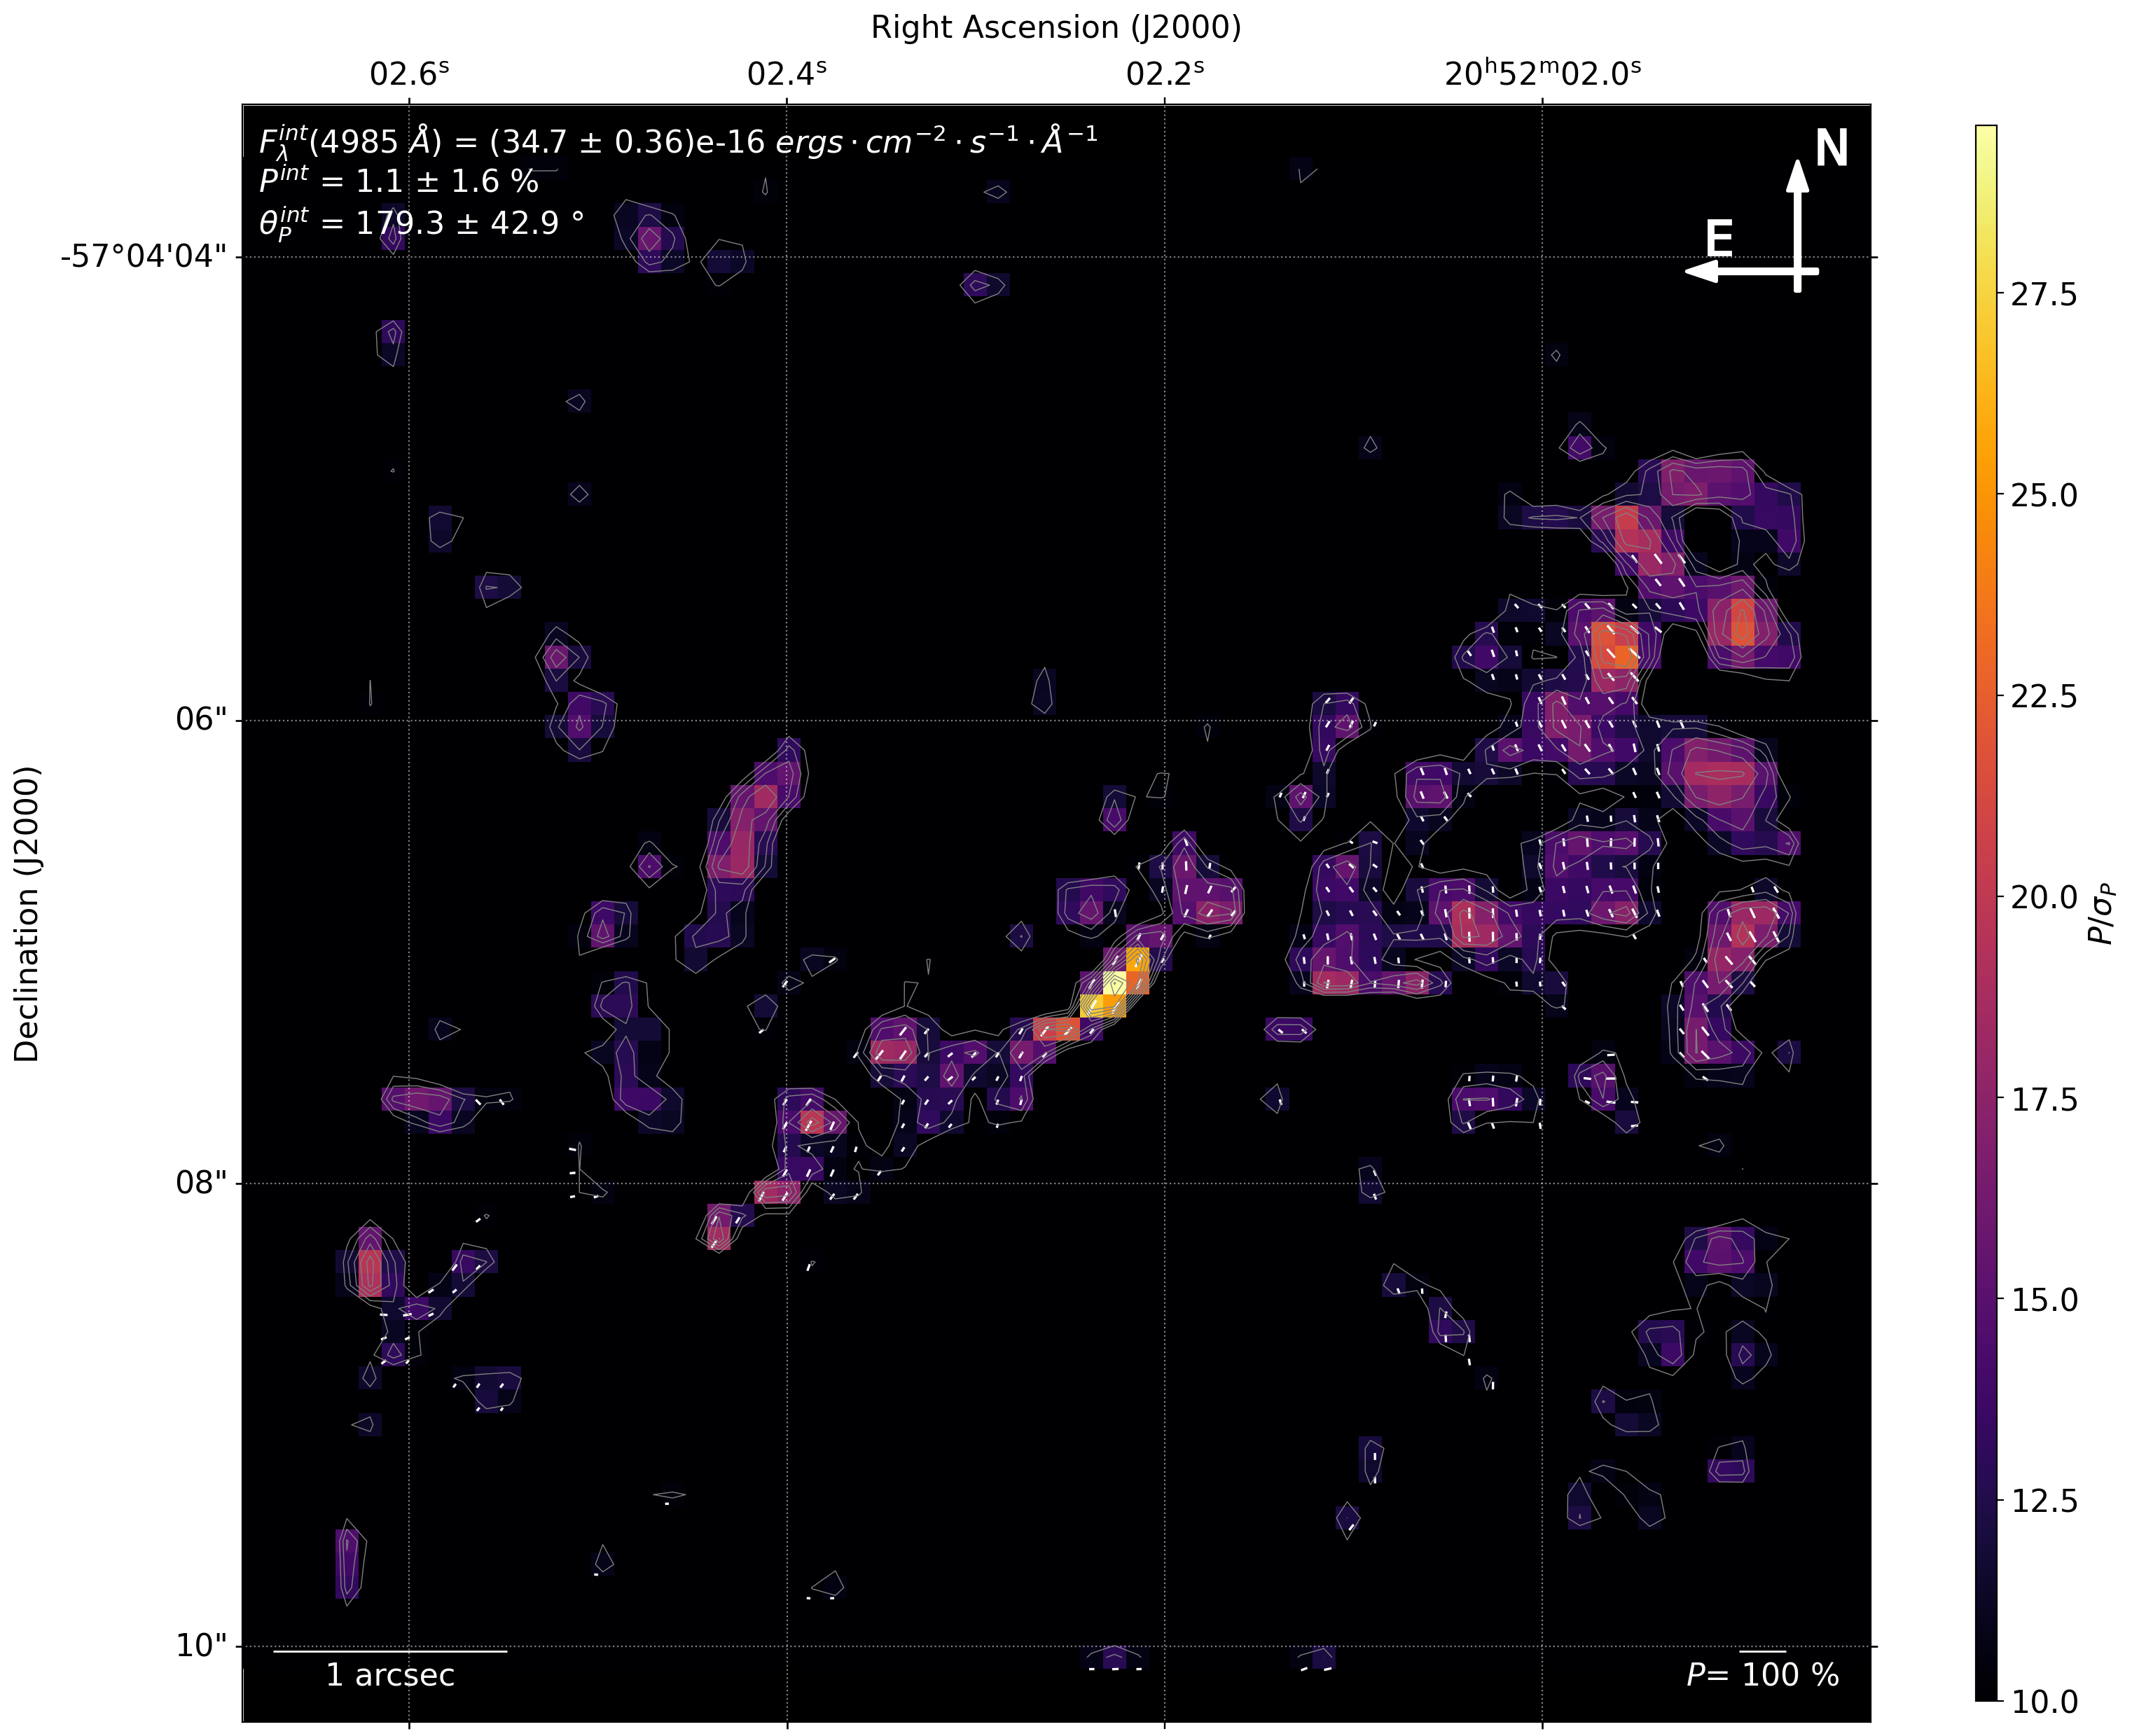 Right Ascension (J2000)
02.6ˢ 02.4ˢ 02.2ˢ 20ʰ52ᵐ02.0ˢ
F_λ^int(4985 Å) = (34.7 ± 0.36)e-16 ergs · cm⁻² · s⁻¹ · Å⁻¹
P^int = 1.1 ± 1.6 %
θ_P^int = 179.3 ± 42.9 °
N
E
-57°04'04"
06"
08"
10"
Declination (J2000)
1 arcsec
P= 100 %
27.5
25.0
22.5
20.0
17.5
15.0
12.5
10.0
P/σ_P